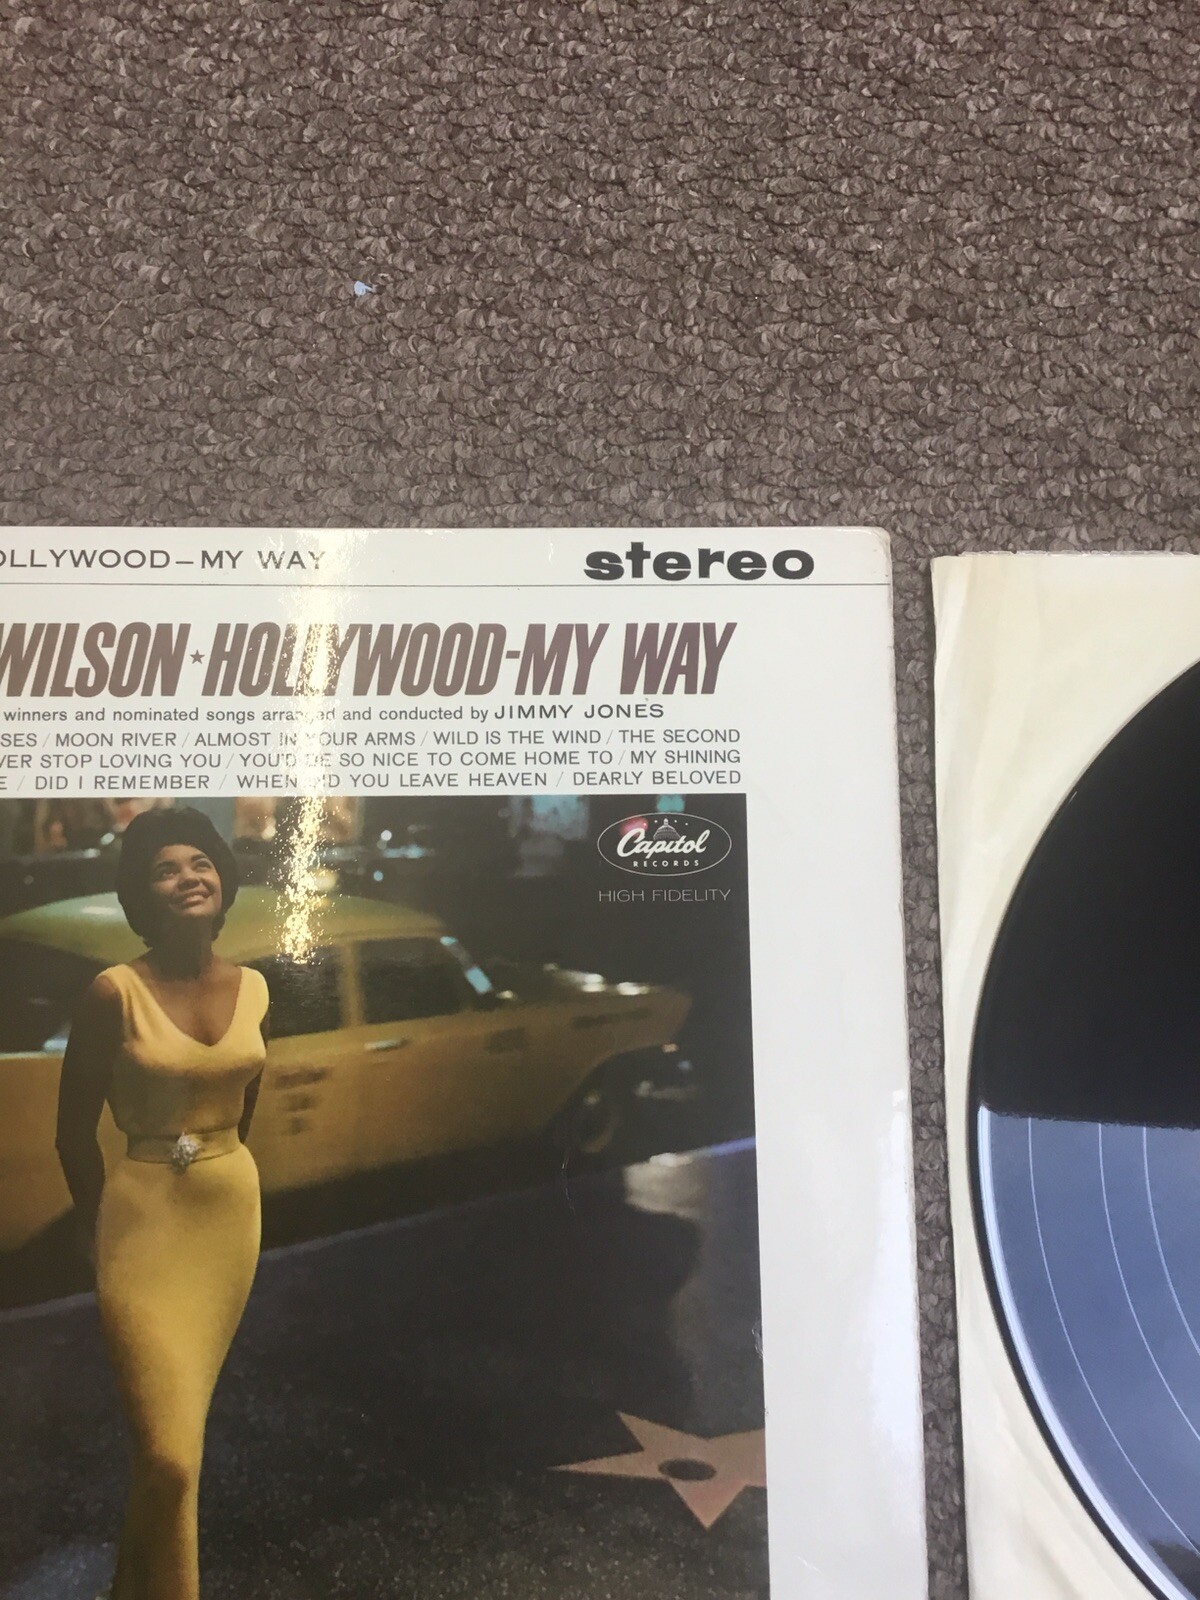 OLLYWOOD–MY WAY stereo
WILSON★HOLLYWOOD-MY WAY
winners and nominated songs arranged and conducted by JIMMY JONES
SES / MOON RIVER / ALMOST IN YOUR ARMS / WILD IS THE WIND / THE SECOND
VER STOP LOVING YOU / YOU'D BE SO NICE TO COME HOME TO / MY SHINING
E / DID I REMEMBER / WHEN DID YOU LEAVE HEAVEN / DEARLY BELOVED
Capitol
RECORDS
HIGH FIDELITY